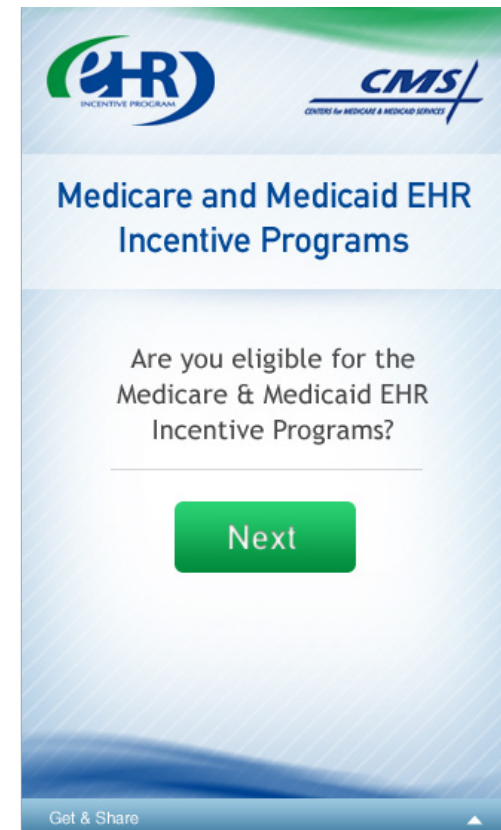 eHR
INCENTIVE PROGRAM
CMS
CENTERS for MEDICARE & MEDICAID SERVICES
Medicare and Medicaid EHR
Incentive Programs
Are you eligible for the
Medicare & Medicaid EHR
Incentive Programs?
Next
Get & Share